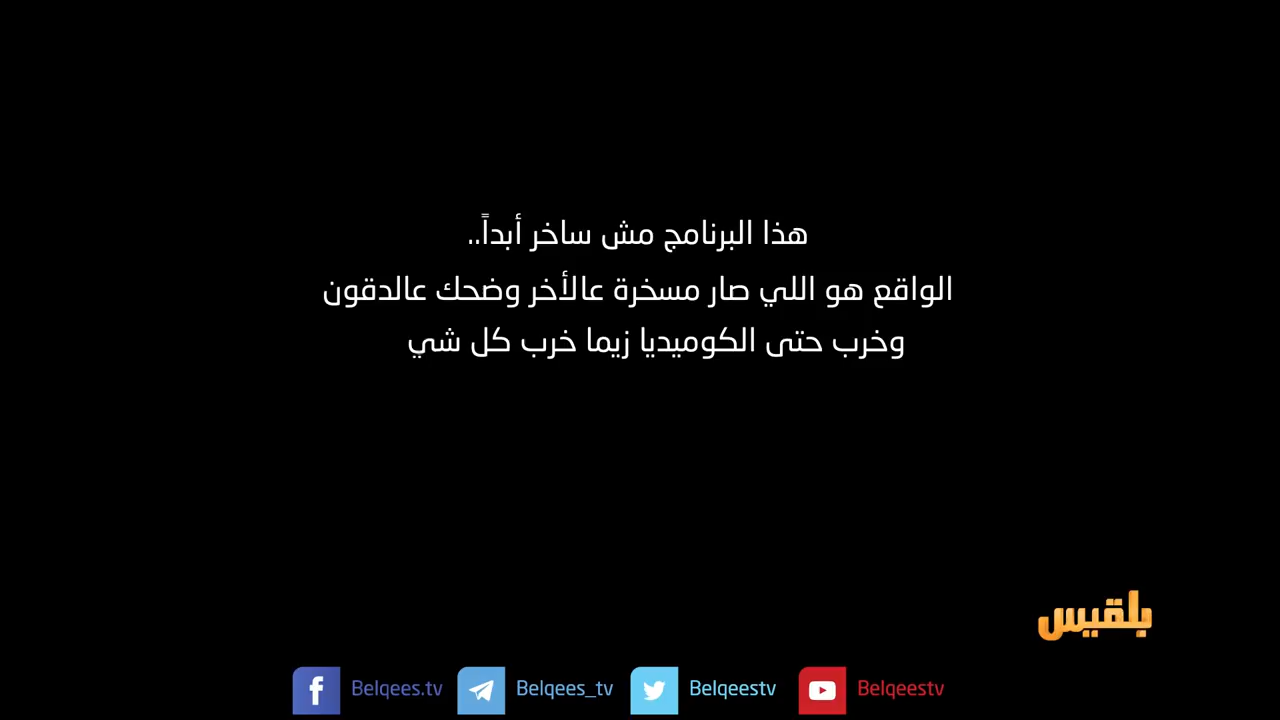 هذا البرنامج مش ساخر أبداً..
الواقع هو اللي صار مسخرة عالأخر وضحك عالدقون
وخرب حتى الكوميديا زيما خرب كل شي
بلقيس
Belqees.tv Belqees_tv Belqeestv Belqeestv